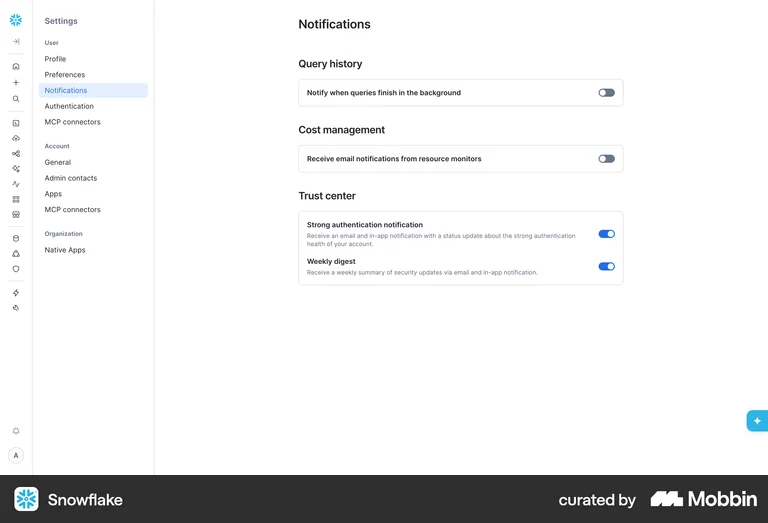 Settings
User
Profile
Preferences
Notifications
Authentication
MCP connectors
Account
General
Admin contacts
Apps
MCP connectors
Organization
Native Apps
A
Notifications
Query history
Notify when queries finish in the background
Cost management
Receive email notifications from resource monitors
Trust center
Strong authentication notification
Receive an email and in-app notification with a status update about the strong authentication
health of your account.
Weekly digest
Receive a weekly summary of security updates via email and in-app notification.
Snowflake
curated by Mobbin